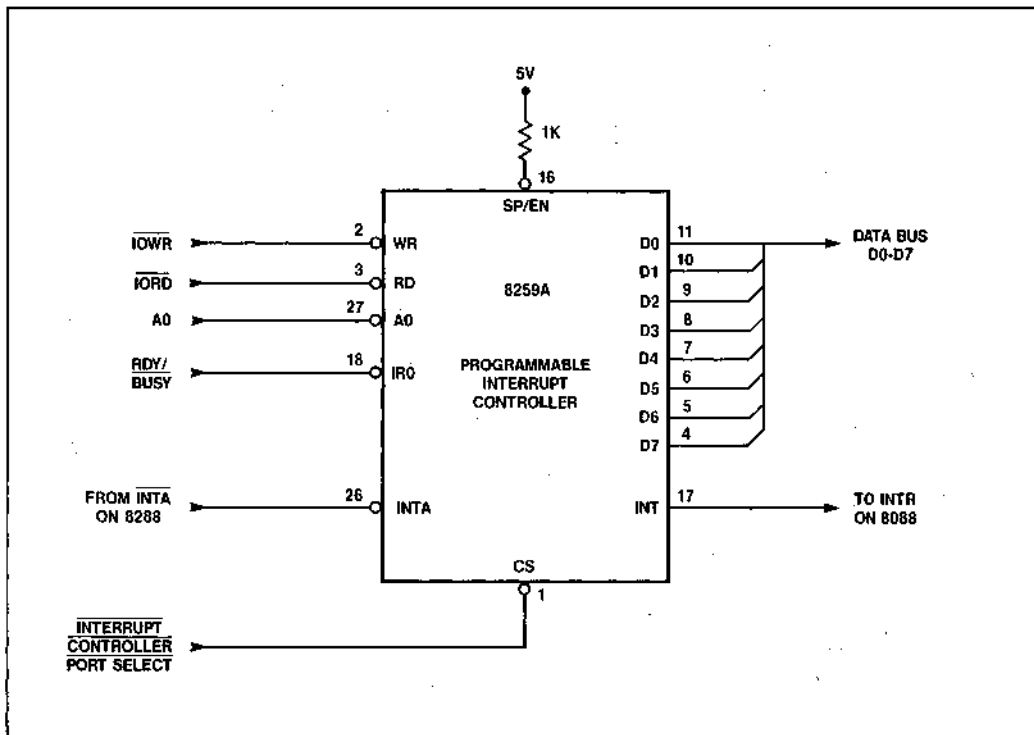 5V
1K
16
SP/EN
IOWR
2
WR
IORD
3
RD
A0
27
A0
RDY/
BUSY
18
IR0
FROM INTA
ON 8288
26
INTA
8259A
PROGRAMMABLE
INTERRUPT
CONTROLLER
D0
11
D1
10
D2
9
D3
8
D4
7
D5
6
D6
5
D7
4
DATA BUS
D0-D7
INT
17
TO INTR
ON 8088
CS
1
INTERRUPT
CONTROLLER
PORT SELECT